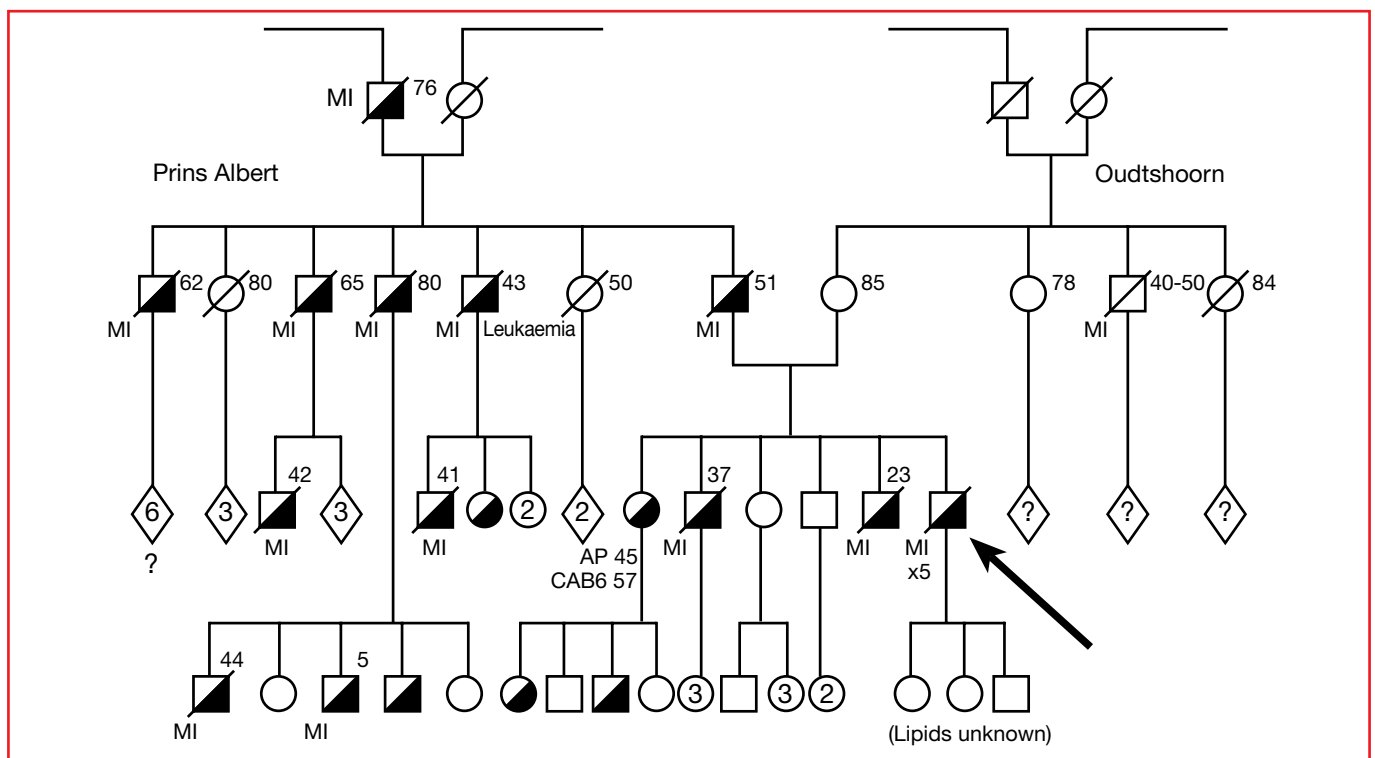 MI 76
Prins Albert
Oudtshoorn
62 80 65 80 43 50 51 85 78 40-50 84
MI MI MI Leukaemia MI MI
42 41 37 23
6 3 3 2 2 ? ? ?
? MI MI MI MI MI
AP 45 x5
CAB6 57
44 5
3 3 2
MI MI (Lipids unknown)